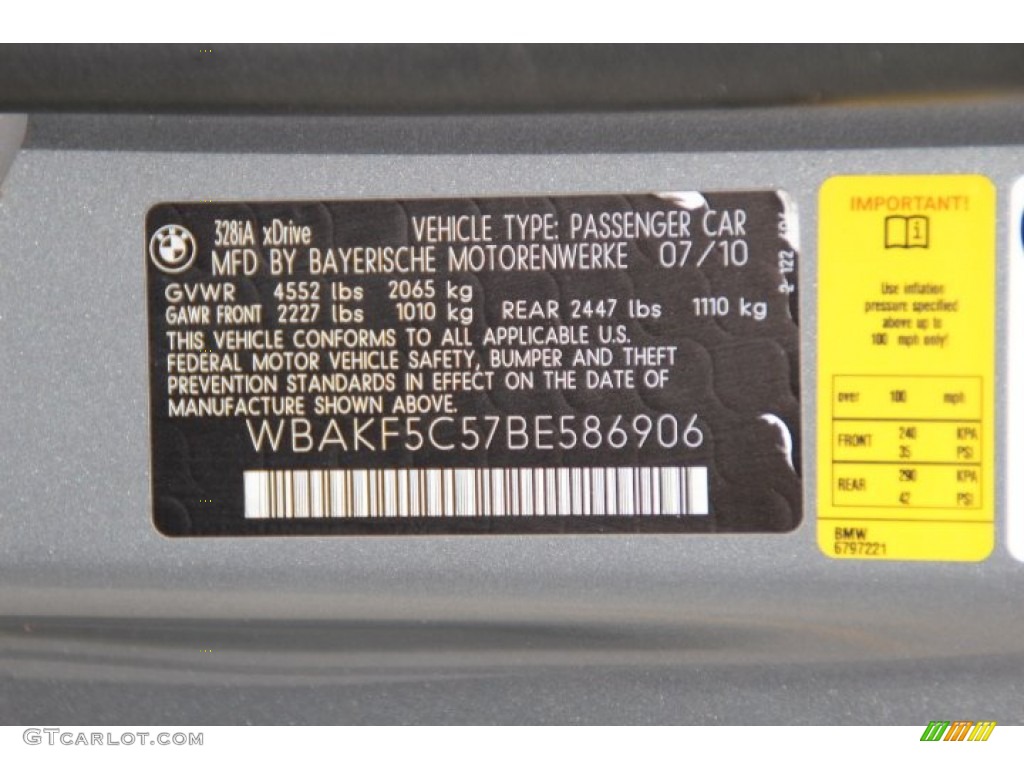 BMW
328iA xDrive VEHICLE TYPE: PASSENGER CAR
MFD BY BAYERISCHE MOTORENWERKE 07/10
GVWR 4552 lbs 2065 kg
GAWR FRONT 2227 lbs 1010 kg REAR 2447 lbs 1110 kg
THIS VEHICLE CONFORMS TO ALL APPLICABLE U.S.
FEDERAL MOTOR VEHICLE SAFETY, BUMPER AND THEFT
PREVENTION STANDARDS IN EFFECT ON THE DATE OF
MANUFACTURE SHOWN ABOVE.
WBAKF5C57BE586906
IMPORTANT!
Use inflation
pressure specified
above up to
100 mph only!
over 100 mph
FRONT 240 KPA
35 PSI
REAR 290 KPA
42 PSI
BMW
6797221
GTCARLOT.COM